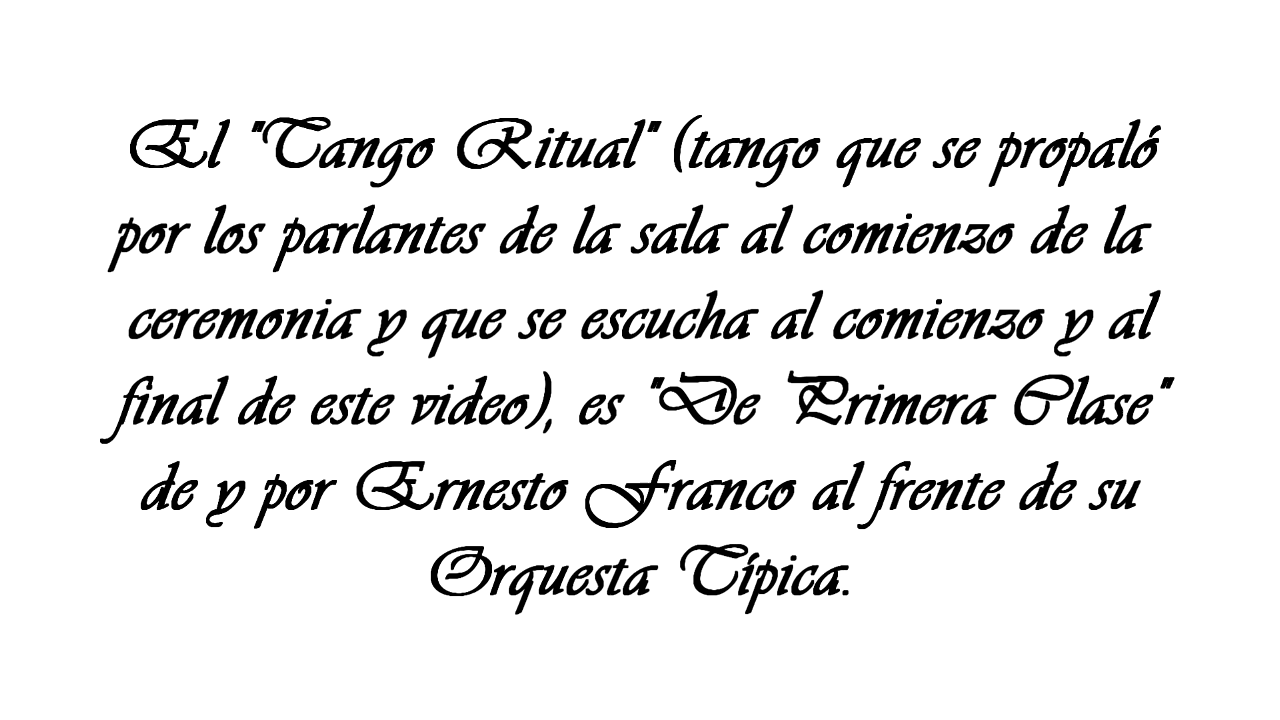 El "Tango Ritual" (tango que se propaló
por los parlantes de la sala al comienzo de la
ceremonia y que se escucha al comienzo y al
final de este video), es "De Primera Clase"
de y por Ernesto Franco al frente de su
Orquesta Típica.